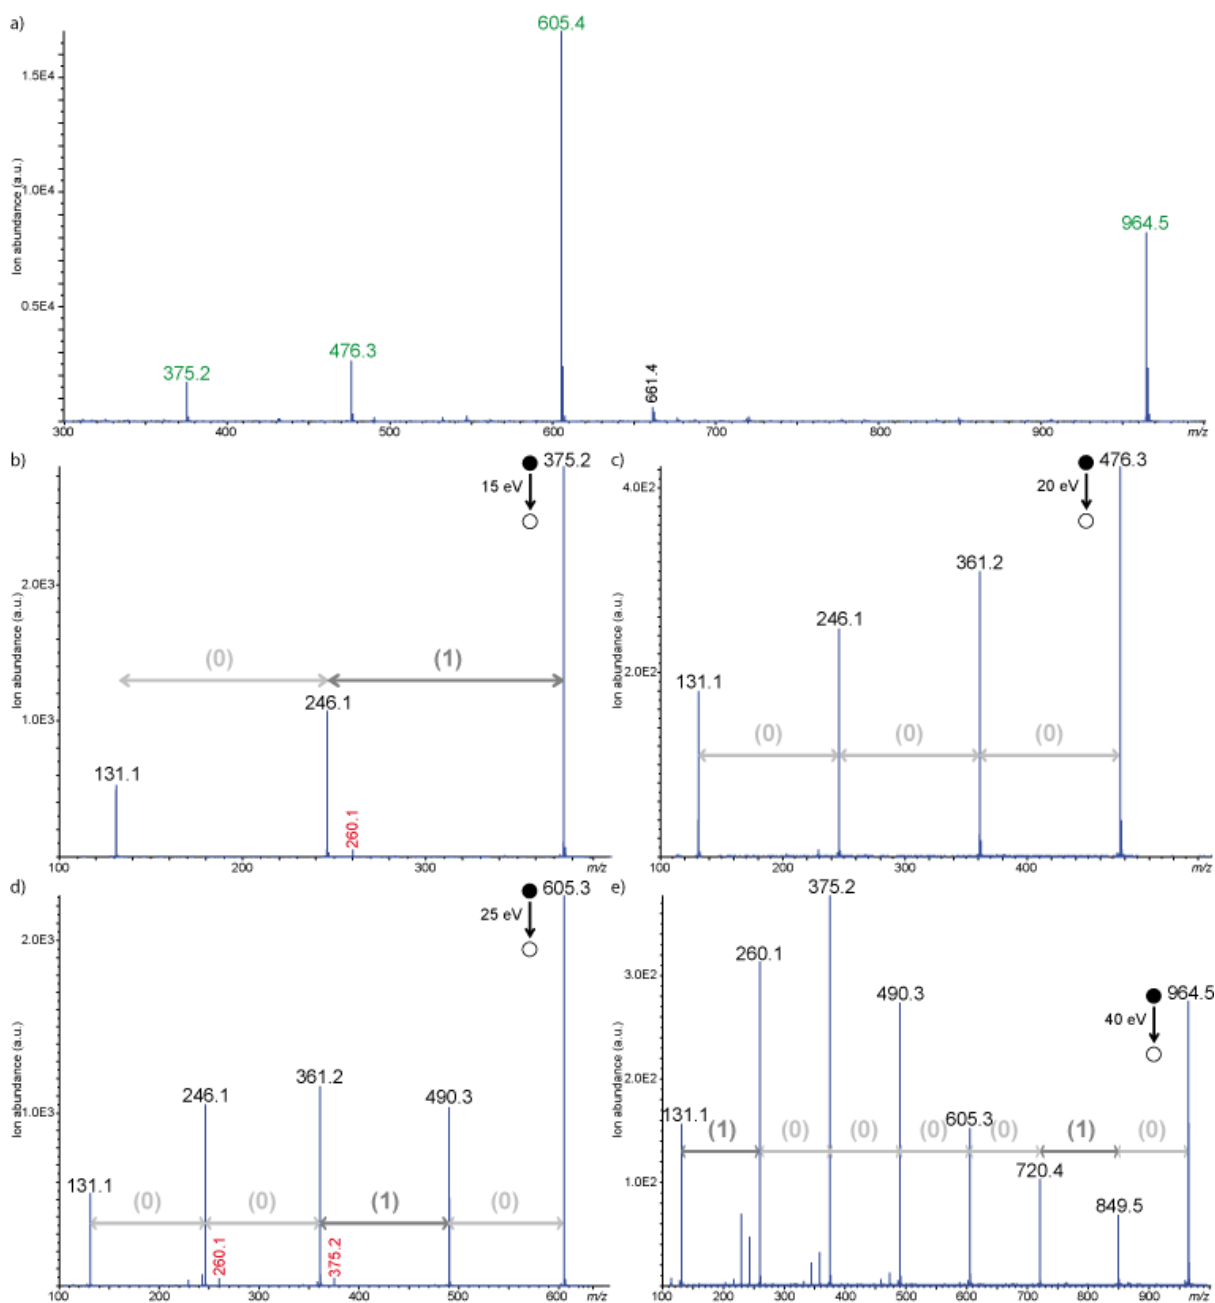 a)
605.4
964.5
476.3
375.2
661.4
Ion abundance (a.u.)
1.5E4
1.0E4
0.5E4
300 400 500 600 700 800 900 m/z
b)
375.2
15 eV
Ion abundance (a.u.)
2.0E3
1.0E3
(0) (1)
246.1
131.1
260.1
100 200 300 m/z
c)
476.3
20 eV
Ion abundance (a.u.)
4.0E2
2.0E2
361.2
246.1
131.1
(0) (0) (0)
100 200 300 400 m/z
d)
605.3
25 eV
Ion abundance (a.u.)
2.0E3
1.0E3
361.2
246.1
490.3
131.1
(0) (0) (1) (0)
260.1
375.2
100 200 300 400 500 600 m/z
e)
375.2
260.1
490.3
964.5
40 eV
Ion abundance (a.u.)
3.0E2
2.0E2
1.0E2
131.1
605.3
(1) (0) (0) (0) (0) (1) (0)
720.4
849.5
100 200 300 400 500 600 700 800 900 m/z